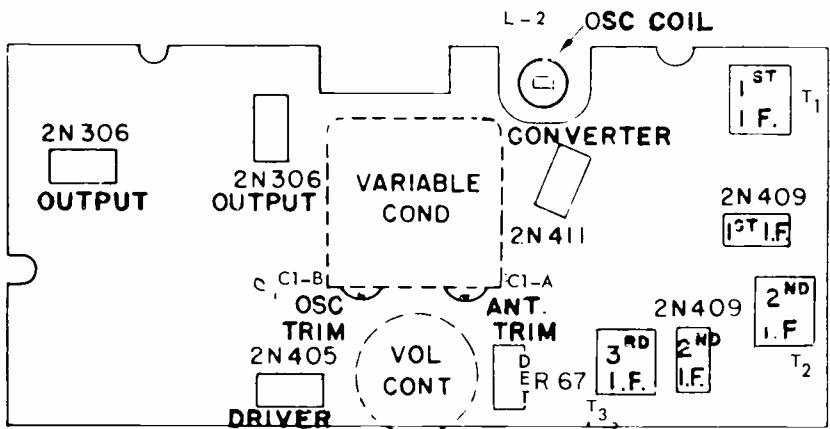 L-2
OSC COIL
1ST
I F.
T1
2N306
OUTPUT
2N306
OUTPUT
VARIABLE
COND
CONVERTER
2N411
2N409
1ST I.F.
C1-B
OSC
TRIM
C1-A
ANT.
TRIM
2N409
2ND
I.F
T2
2N405
DRIVER
VOL
CONT
DET
R 67
3RD
I.F.
T3
2ND
I.F.